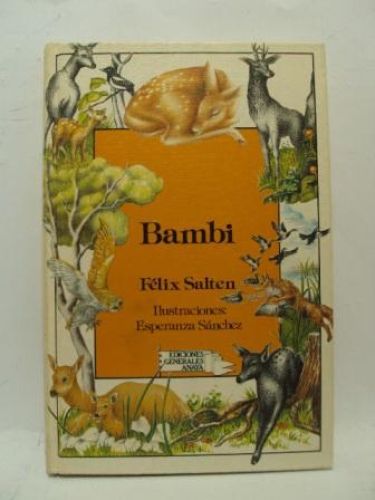 Bambi
Félix Salten
Ilustraciones:
Esperanza Sánchez
EDICIONES
GENERALES
ANAYA